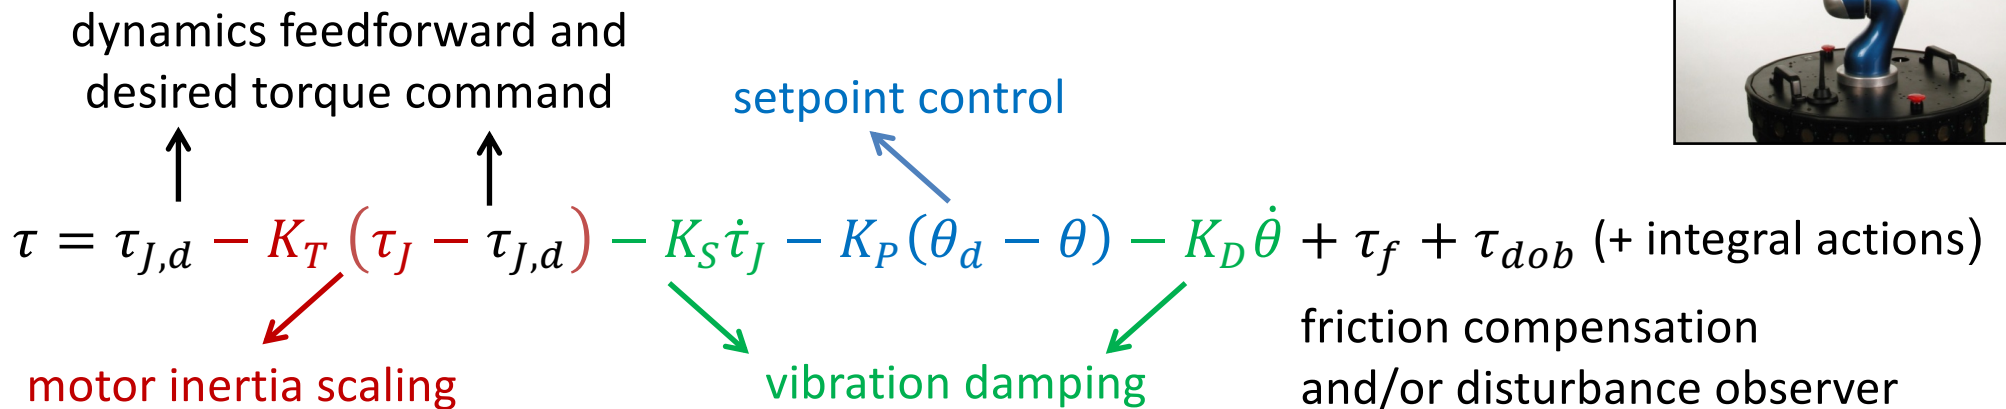 dynamics feedforward and
desired torque command
setpoint control
τ = τ_{J,d} − K_T (τ_J − τ_{J,d}) − K_S τ̇_J − K_P(θ_d − θ) − K_D θ̇ + τ_f + τ_{dob} (+ integral actions)
motor inertia scaling
vibration damping
friction compensation
and/or disturbance observer